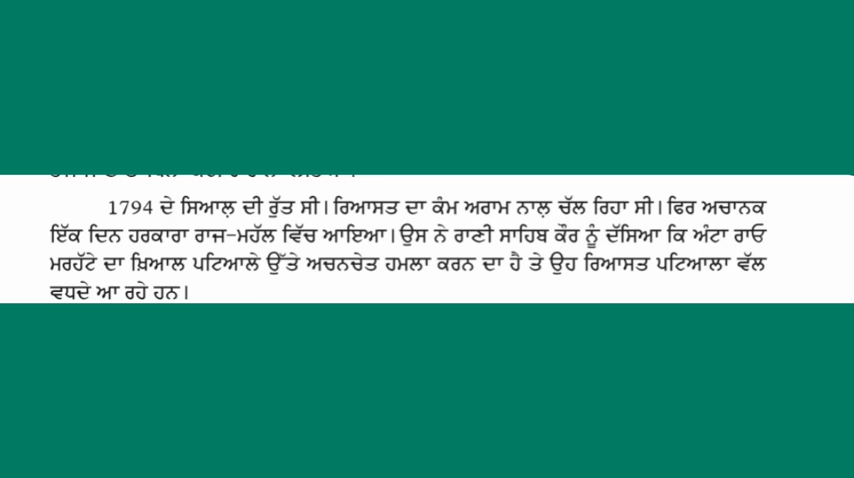 1794 ਦੇ ਸਿਆਲ਼ ਦੀ ਰੁੱਤ ਸੀ। ਰਿਆਸਤ ਦਾ ਕੰਮ ਅਰਾਮ ਨਾਲ਼ ਚੱਲ ਰਿਹਾ ਸੀ। ਫਿਰ ਅਚਾਨਕ
ਇੱਕ ਦਿਨ ਹਰਕਾਰਾ ਰਾਜ-ਮਹੱਲ ਵਿੱਚ ਆਇਆ। ਉਸ ਨੇ ਰਾਣੀ ਸਾਹਿਬ ਕੌਰ ਨੂੰ ਦੱਸਿਆ ਕਿ ਅੰਟਾ ਰਾਓ
ਮਰਹੱਟੇ ਦਾ ਖ਼ਿਆਲ ਪਟਿਆਲੇ ਉੱਤੇ ਅਚਨਚੇਤ ਹਮਲਾ ਕਰਨ ਦਾ ਹੈ ਤੇ ਉਹ ਰਿਆਸਤ ਪਟਿਆਲਾ ਵੱਲ
ਵਧਦੇ ਆ ਰਹੇ ਹਨ।